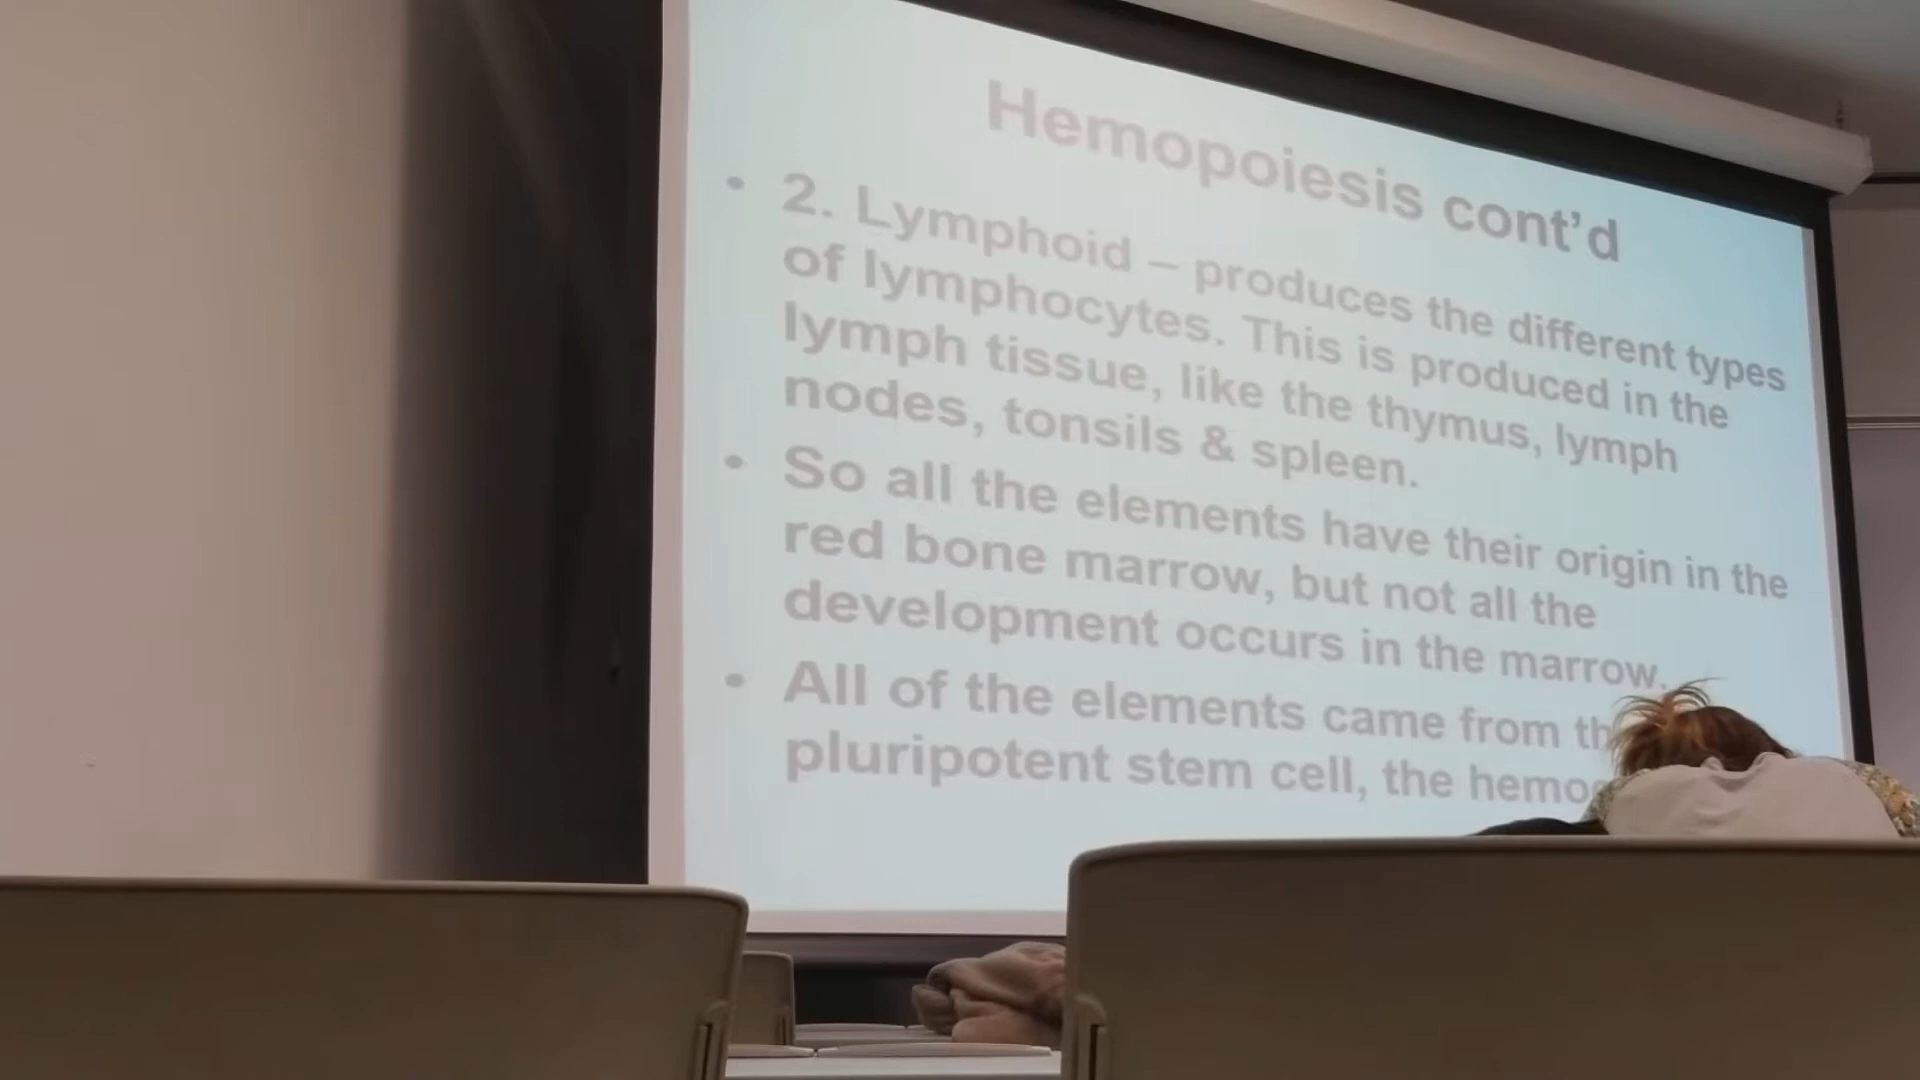 Hemopoiesis cont'd
• 2. Lymphoid – produces the different types
of lymphocytes. This is produced in the
lymph tissue, like the thymus, lymph
nodes, tonsils & spleen.
• So all the elements have their origin in the
red bone marrow, but not all the
development occurs in the marrow.
• All of the elements came from
pluripotent stem cell, the